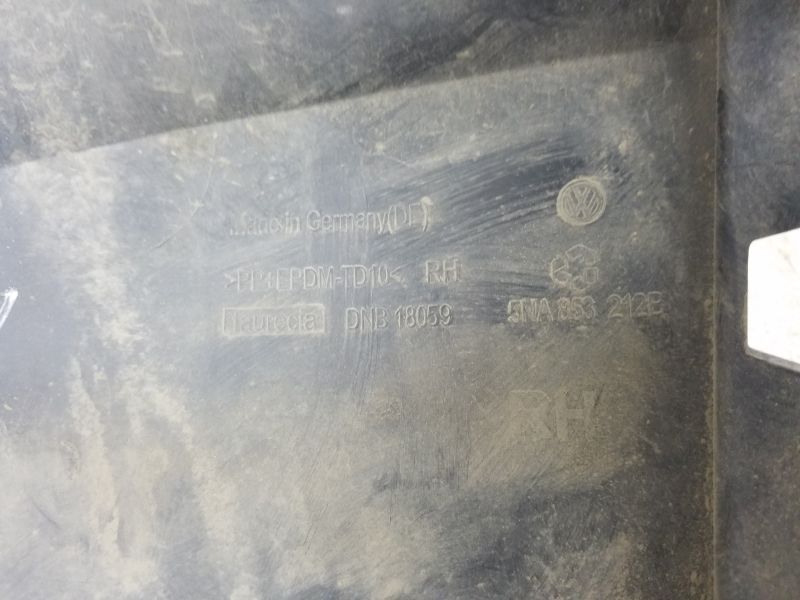 Made in Germany(DE)
>PP+EPDM-TD10< RH
faurecia DNB 18059 5NA 853 212B
RH